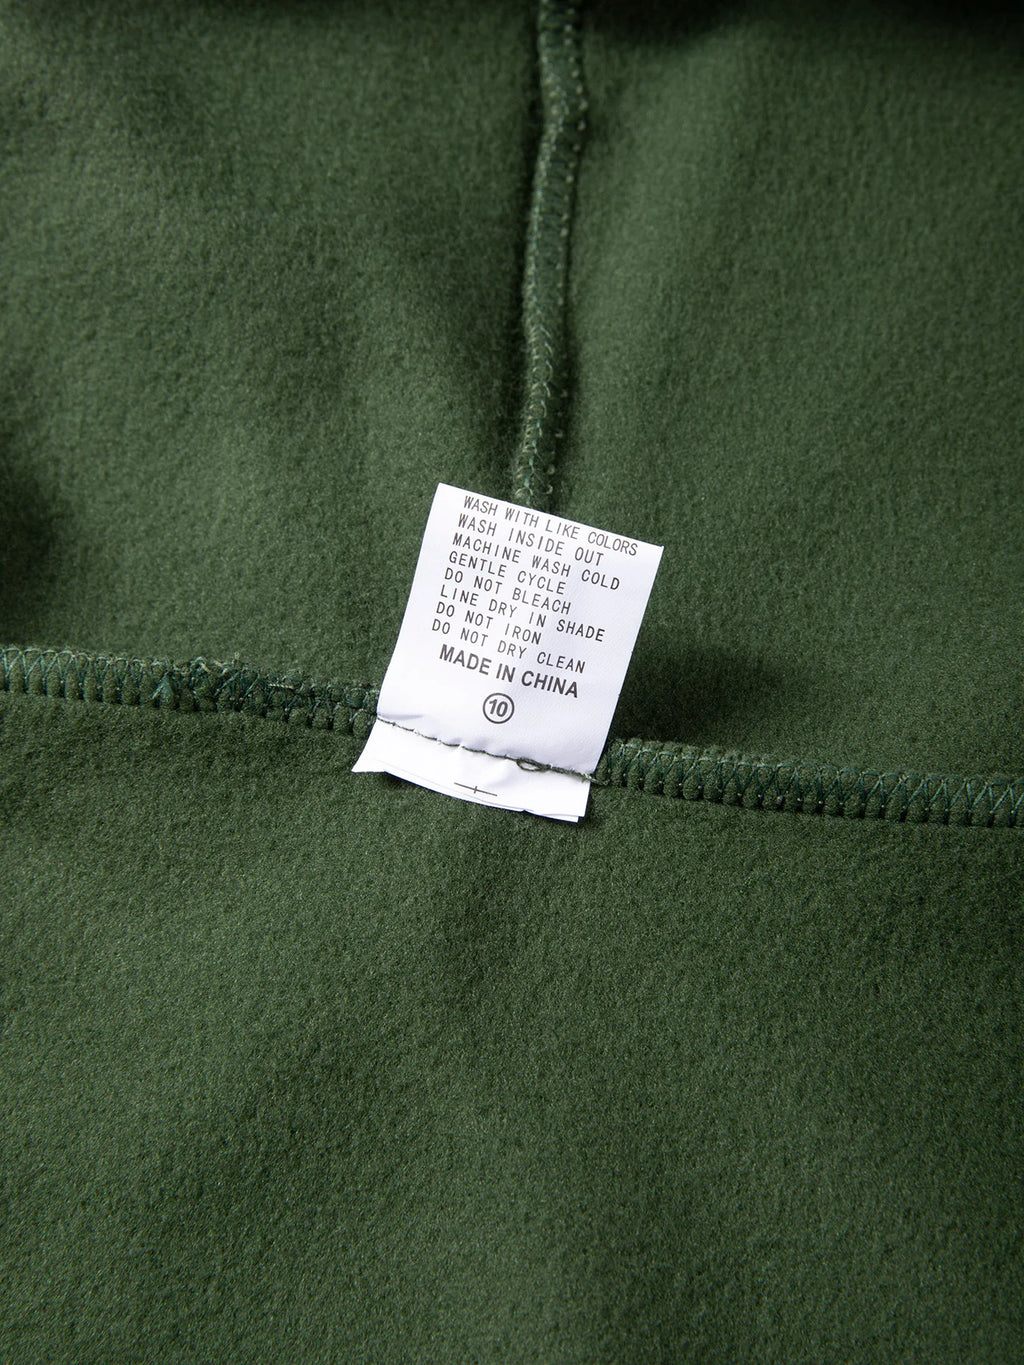 WASH WITH LIKE COLORS
WASH INSIDE OUT
MACHINE WASH COLD
GENTLE CYCLE
DO NOT BLEACH
LINE DRY IN SHADE
DO NOT IRON
DO NOT DRY CLEAN
MADE IN CHINA
10